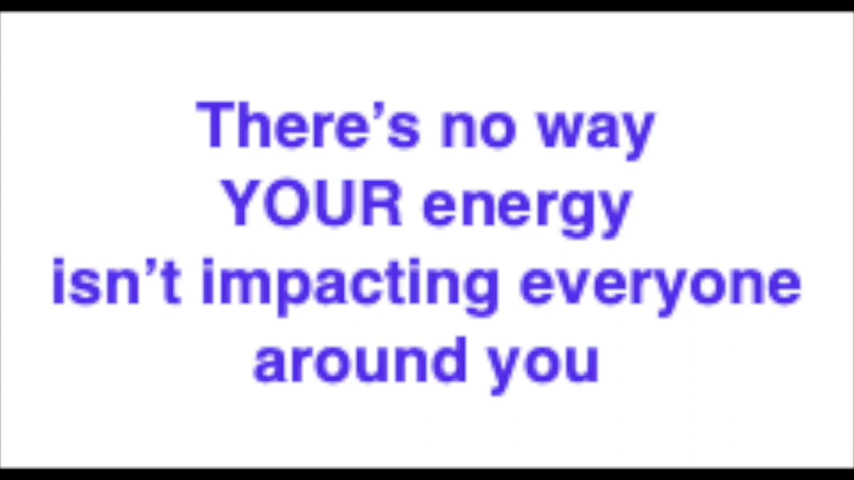 There’s no way
YOUR energy
isn’t impacting everyone
around you